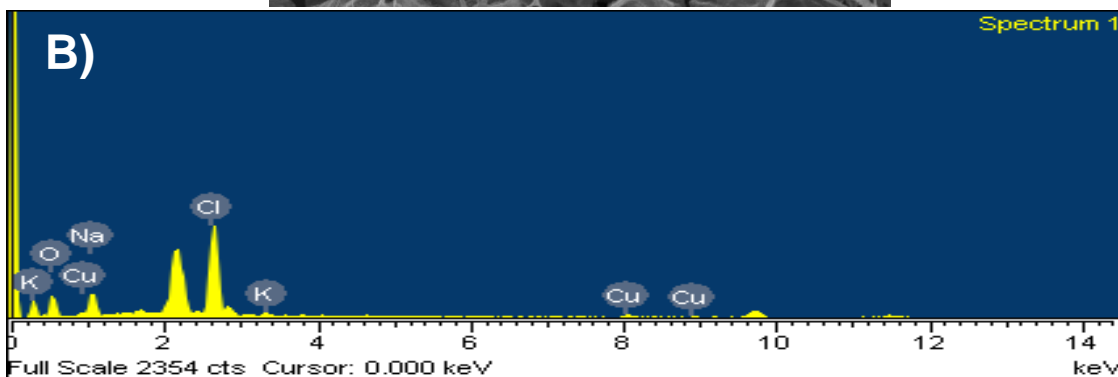 Spectrum 1
B)
Cl
Na
O
K Cu K Cu Cu
0 2 4 6 8 10 12 14
Full Scale 2354 cts Cursor: 0.000 keV keV